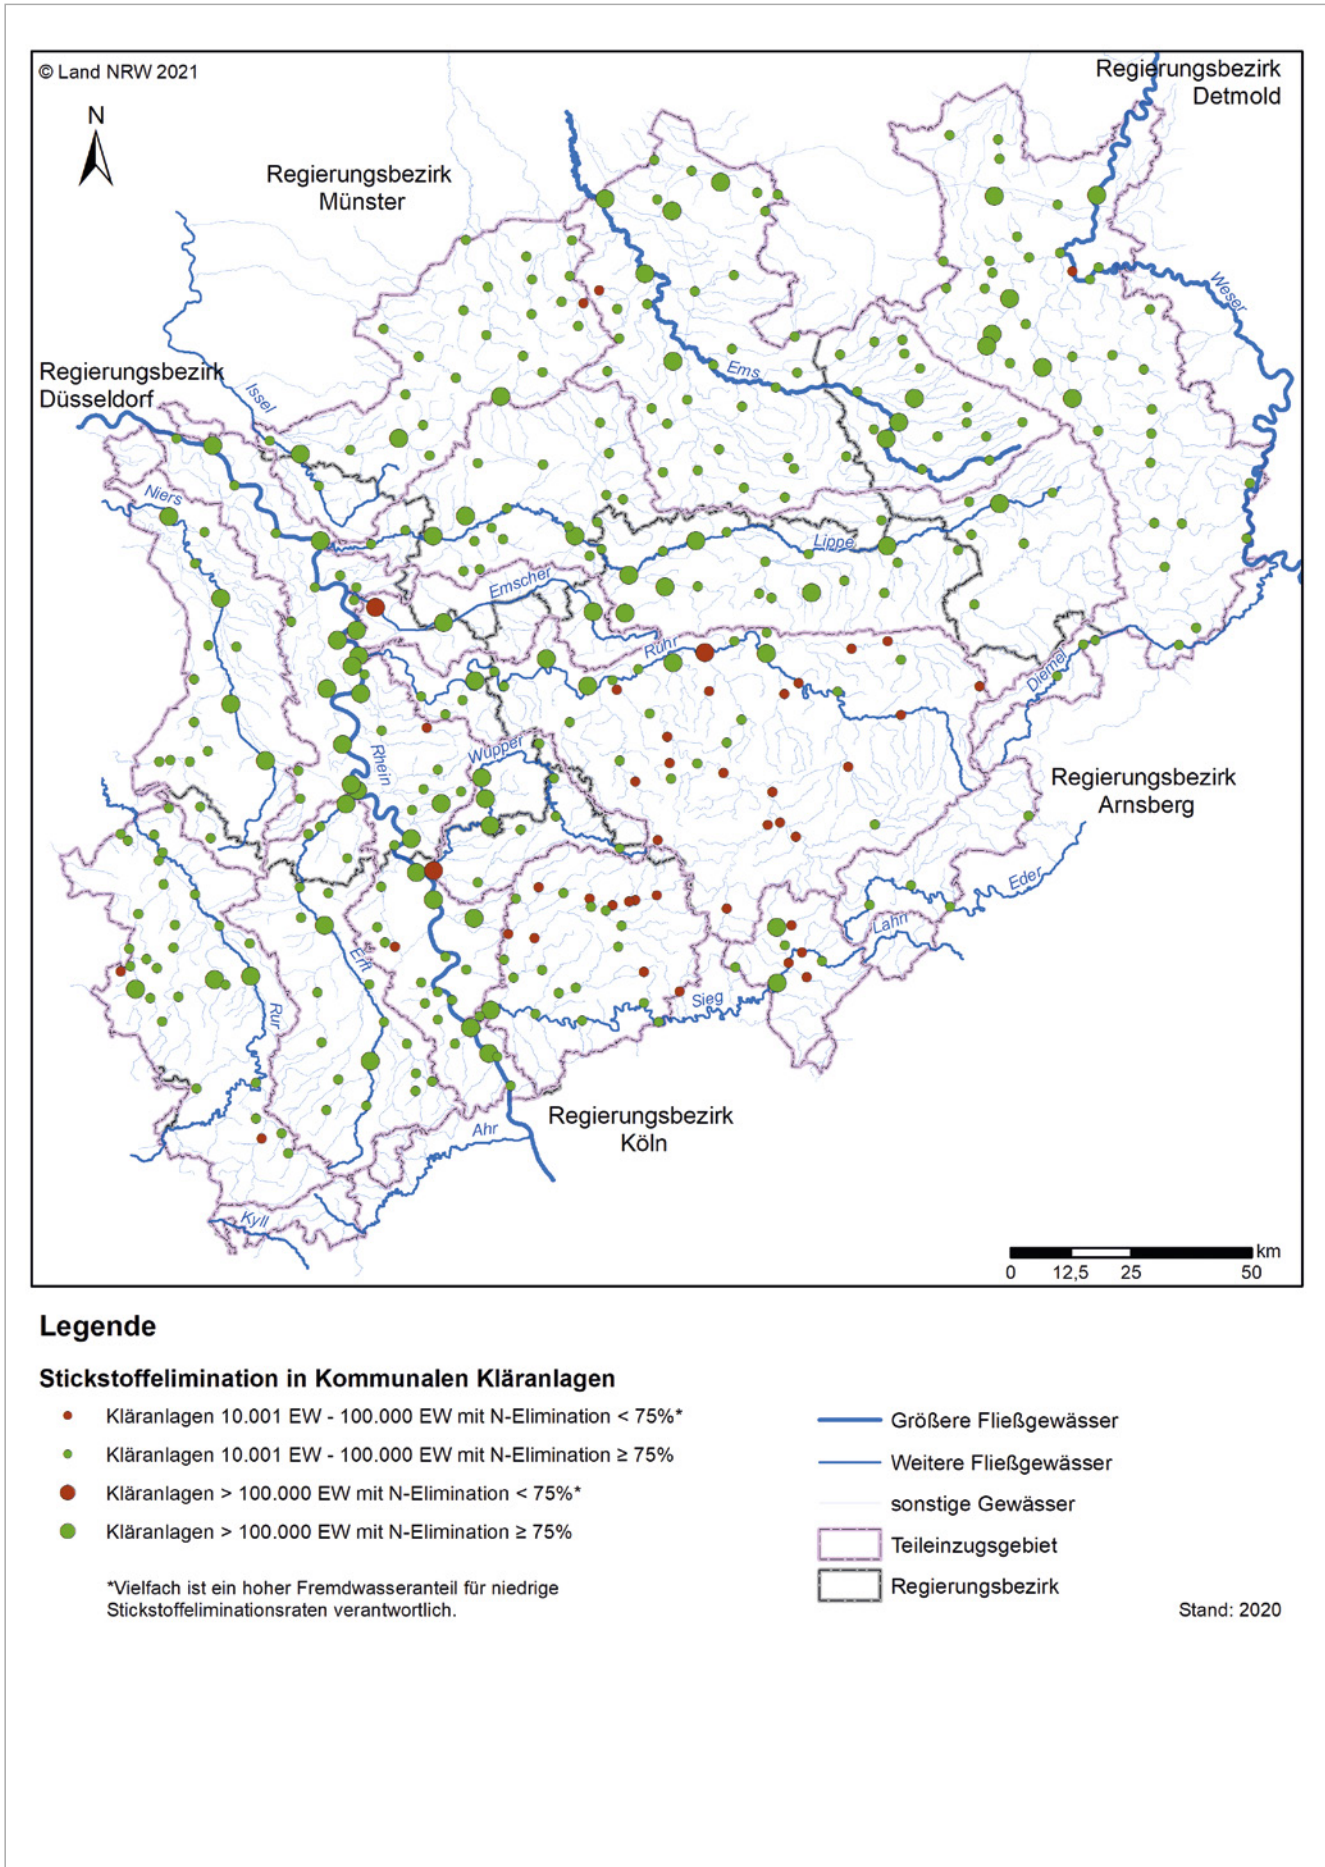 © Land NRW 2021
N
Regierungsbezirk
Detmold
Regierungsbezirk
Münster
Weser
Regierungsbezirk
Düsseldorf
Issel
Ems
Niers
Lippe
Emscher
Ruhr
Diemel
Rhein
Wupper
Regierungsbezirk
Arnsberg
Eder
Lahn
Erft
Rur
Sieg
Regierungsbezirk
Köln
Ahr
Kyll
km
0 12,5 25 50
Legende
Stickstoffelimination in Kommunalen Kläranlagen
Kläranlagen 10.001 EW - 100.000 EW mit N-Elimination < 75%*
Kläranlagen 10.001 EW - 100.000 EW mit N-Elimination ≥ 75%
Kläranlagen > 100.000 EW mit N-Elimination < 75%*
Kläranlagen > 100.000 EW mit N-Elimination ≥ 75%
*Vielfach ist ein hoher Fremdwasseranteil für niedrige
Stickstoffeliminationsraten verantwortlich.
Größere Fließgewässer
Weitere Fließgewässer
sonstige Gewässer
Teileinzugsgebiet
Regierungsbezirk
Stand: 2020